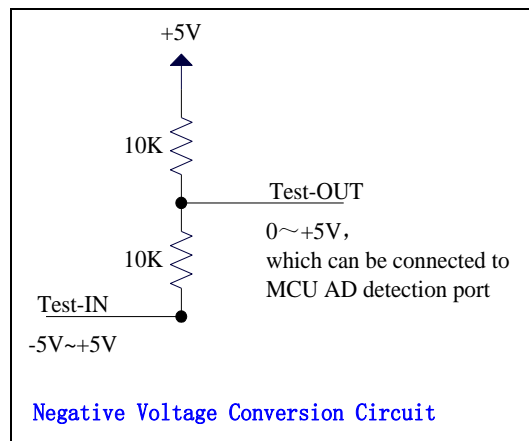 +5V
10K
Test-OUT
0～+5V，
which can be connected to
MCU AD detection port
10K
Test-IN
-5V~+5V
Negative Voltage Conversion Circuit